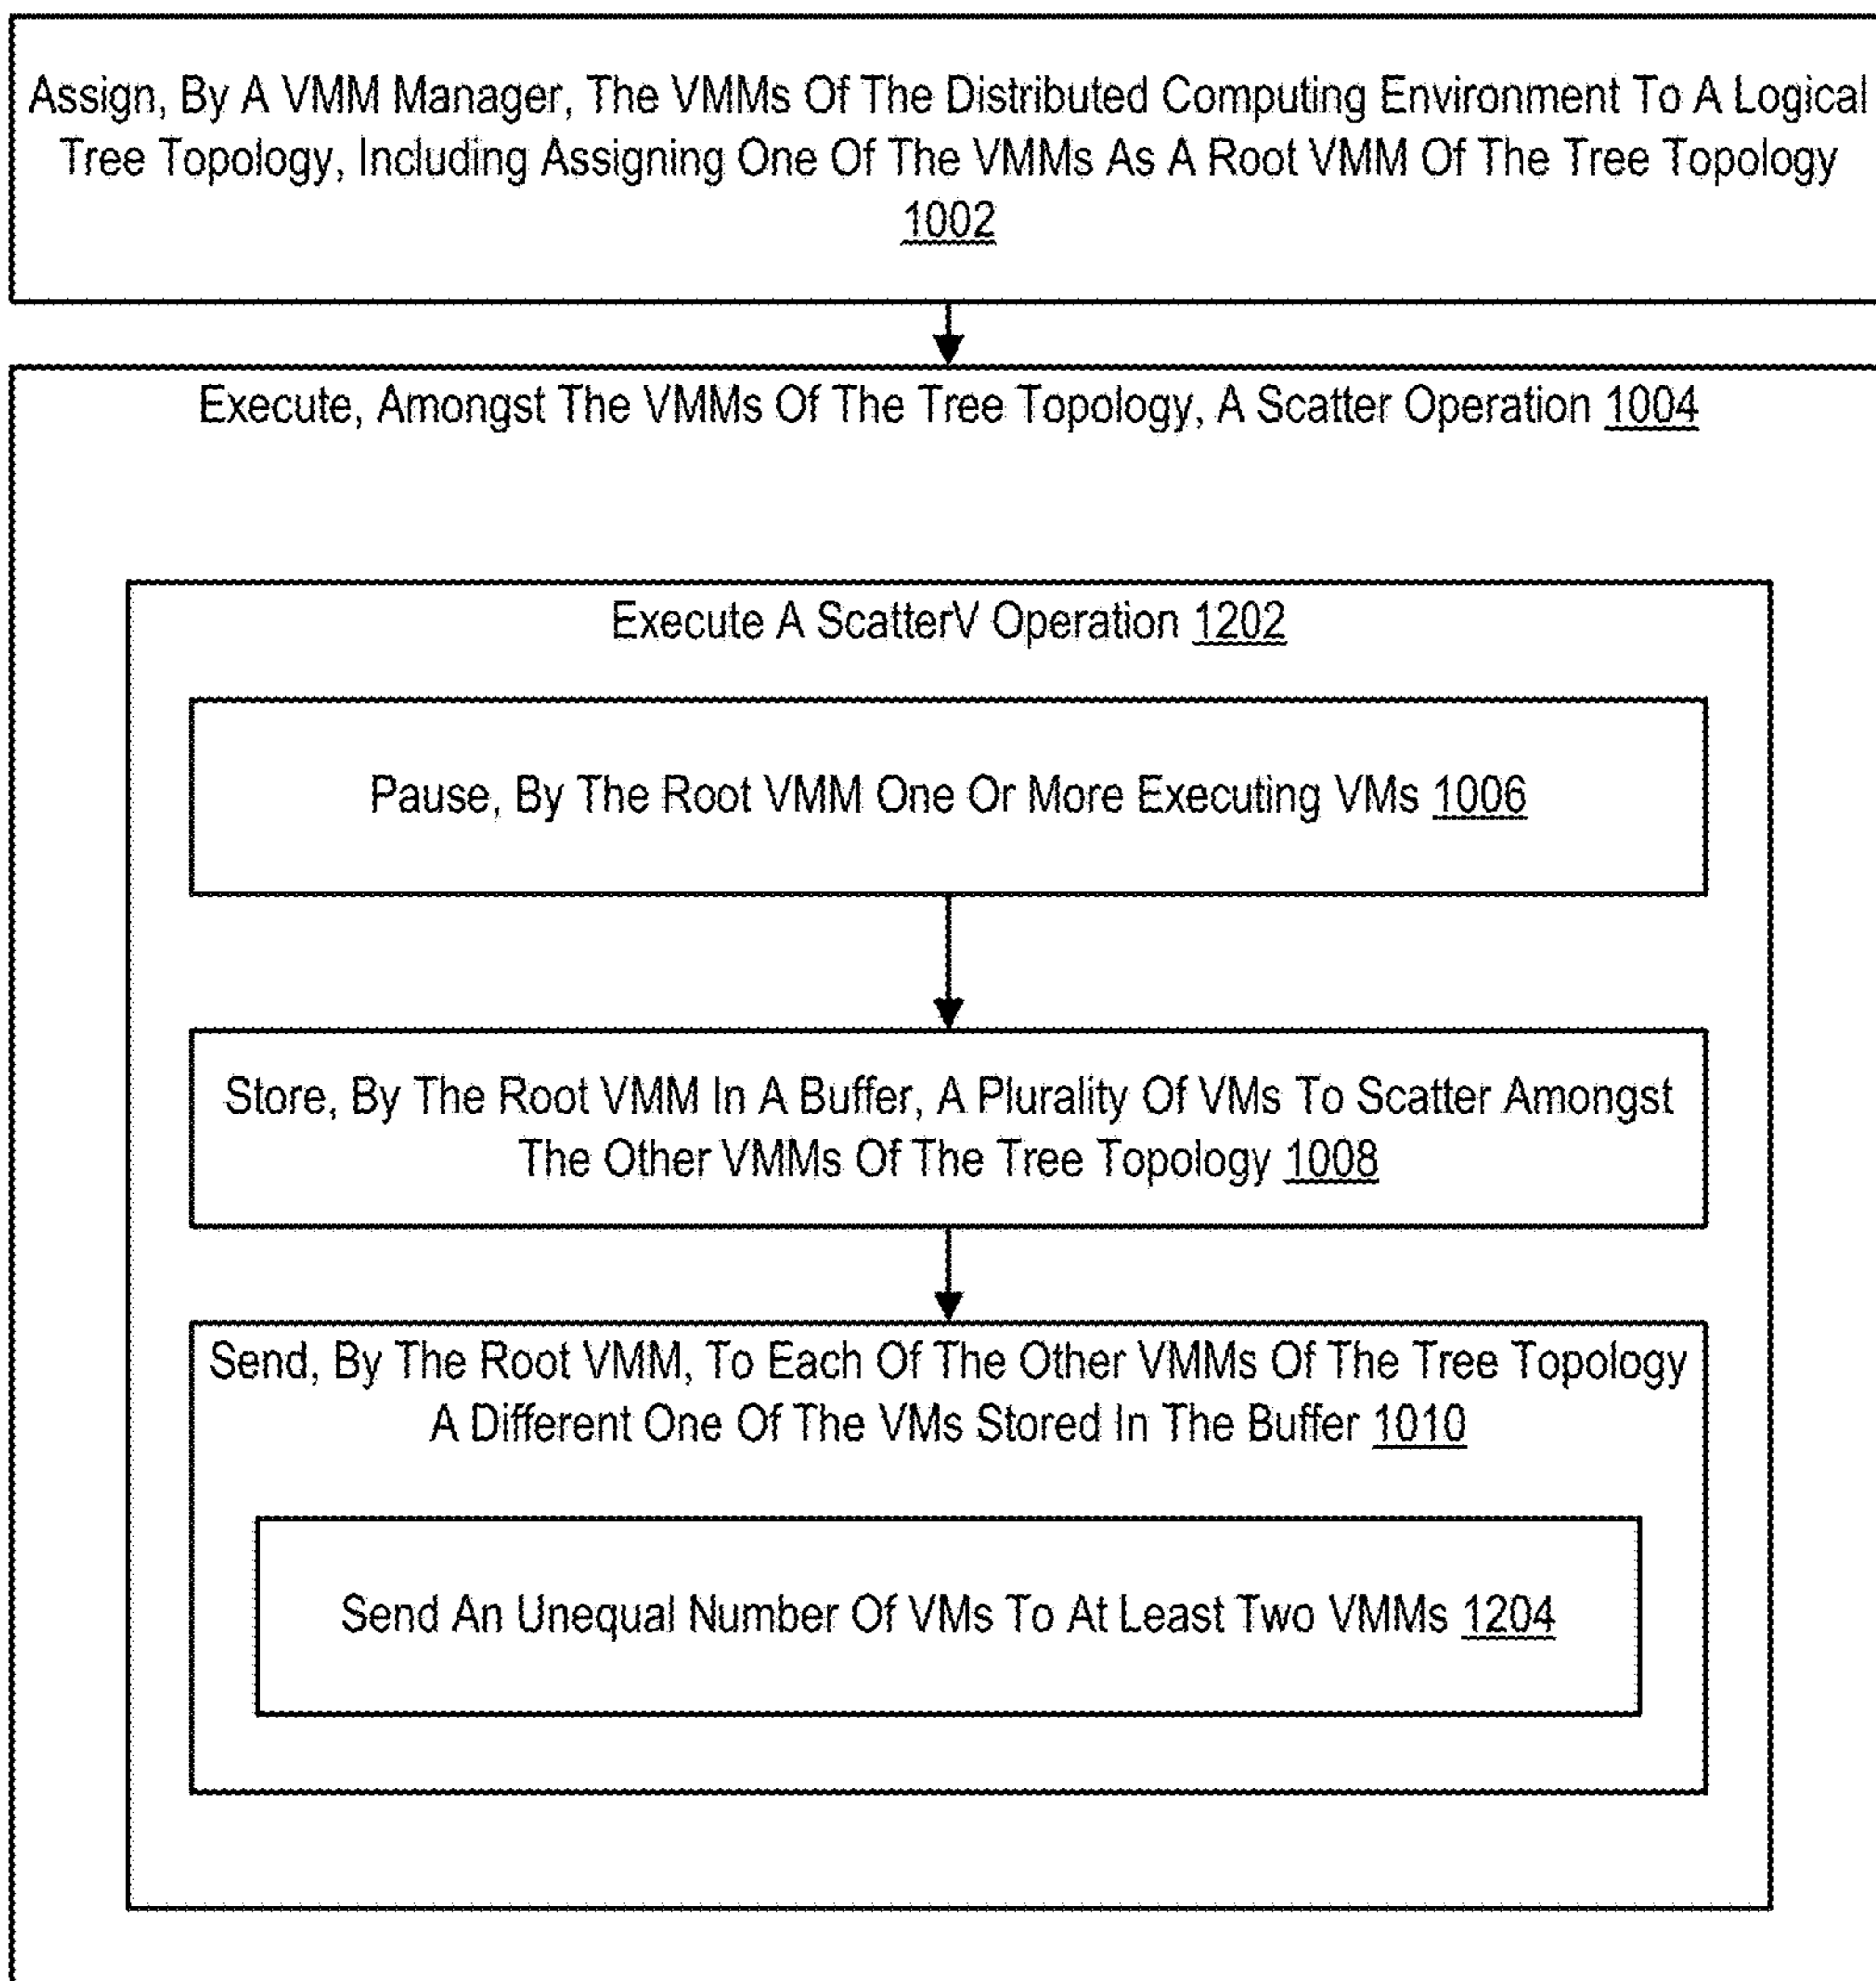 Assign, By A VMM Manager, The VMMs Of The Distributed Computing Environment To A Logical
Tree Topology, Including Assigning One Of The VMMs As A Root VMM Of The Tree Topology
1002
Execute, Amongst The VMMs Of The Tree Topology, A Scatter Operation 1004
Execute A ScatterV Operation 1202
Pause, By The Root VMM One Or More Executing VMs 1006
Store, By The Root VMM In A Buffer, A Plurality Of VMs To Scatter Amongst
The Other VMMs Of The Tree Topology 1008
Send, By The Root VMM, To Each Of The Other VMMs Of The Tree Topology
A Different One Of The VMs Stored In The Buffer 1010
Send An Unequal Number Of VMs To At Least Two VMMs 1204